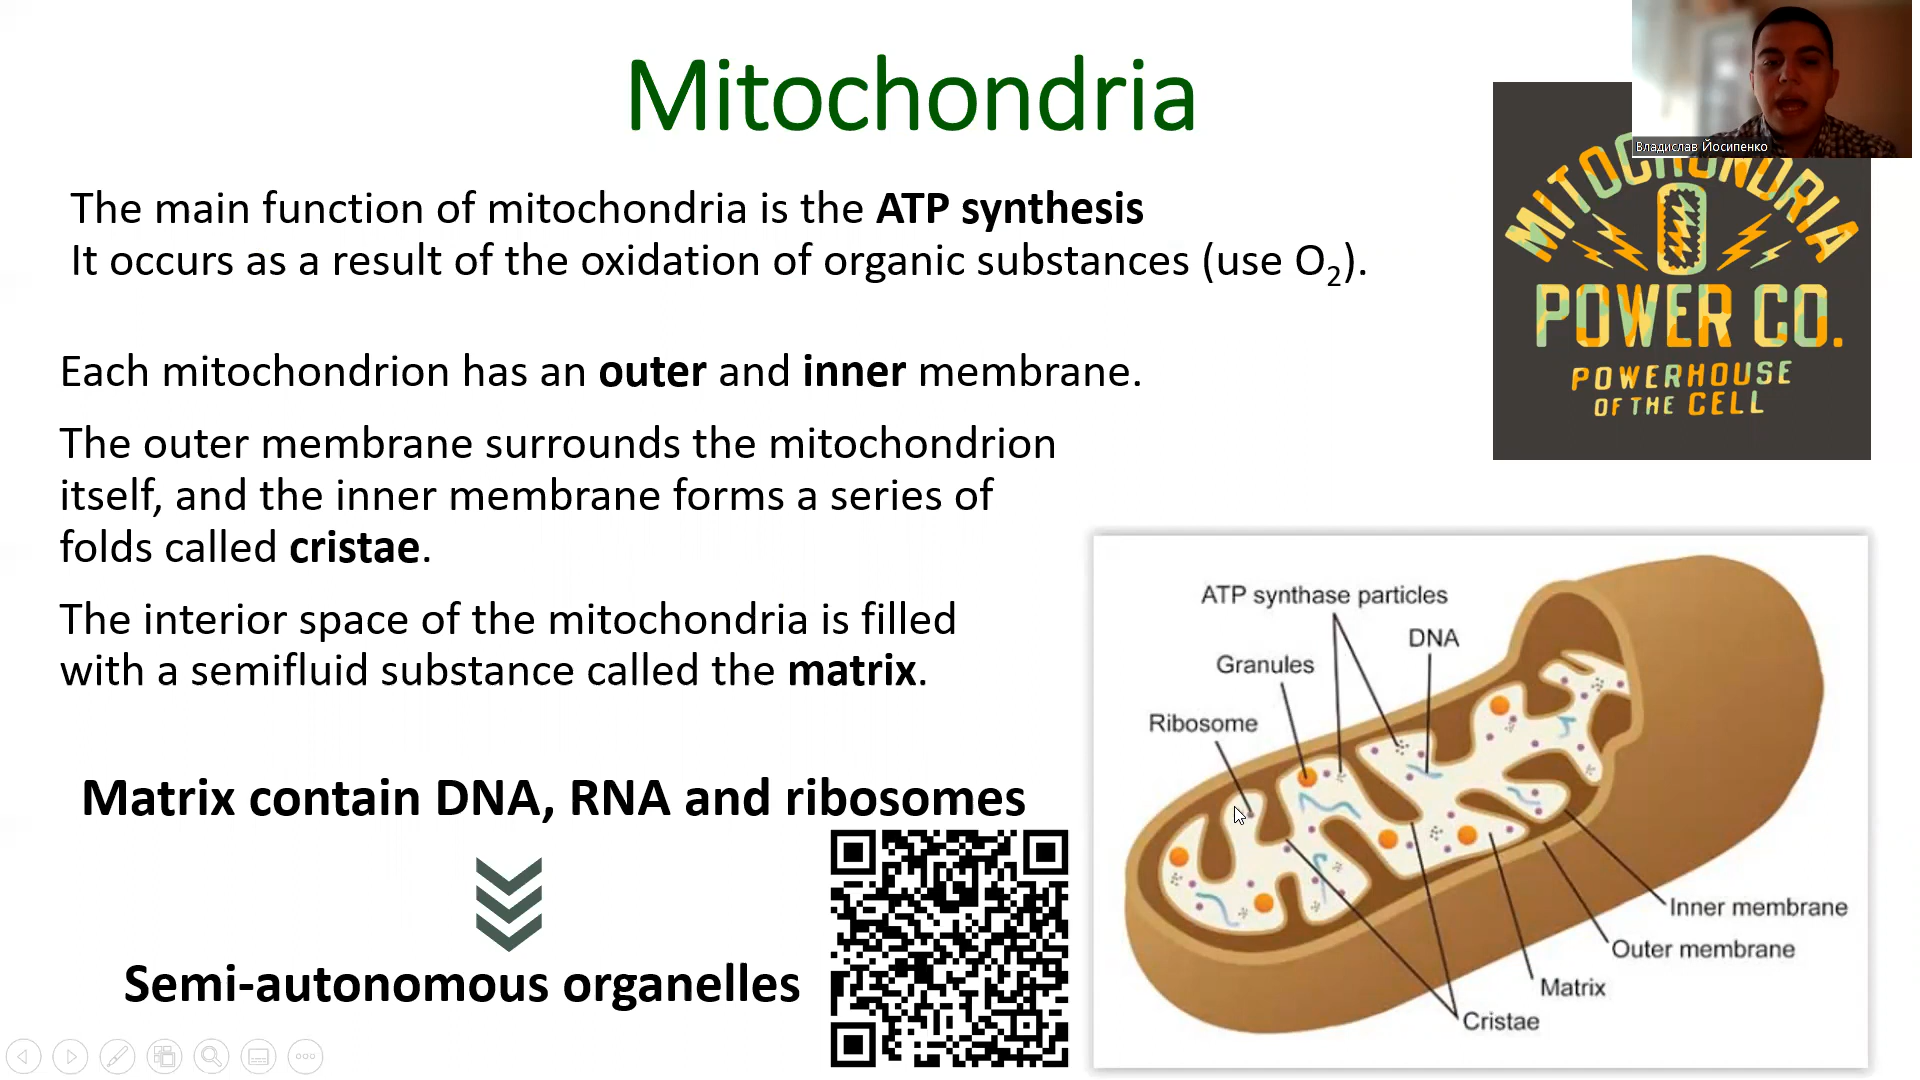 Mitochondria
Владислав Йосипенко
MITOCHONDRIA
POWER CO.
POWERHOUSE
OF THE CELL
The main function of mitochondria is the ATP synthesis
It occurs as a result of the oxidation of organic substances (use O₂).
Each mitochondrion has an outer and inner membrane.
The outer membrane surrounds the mitochondrion
itself, and the inner membrane forms a series of
folds called cristae.
The interior space of the mitochondria is filled
with a semifluid substance called the matrix.
Matrix contain DNA, RNA and ribosomes
Semi-autonomous organelles
ATP synthase particles
DNA
Granules
Ribosome
Inner membrane
Outer membrane
Matrix
Cristae